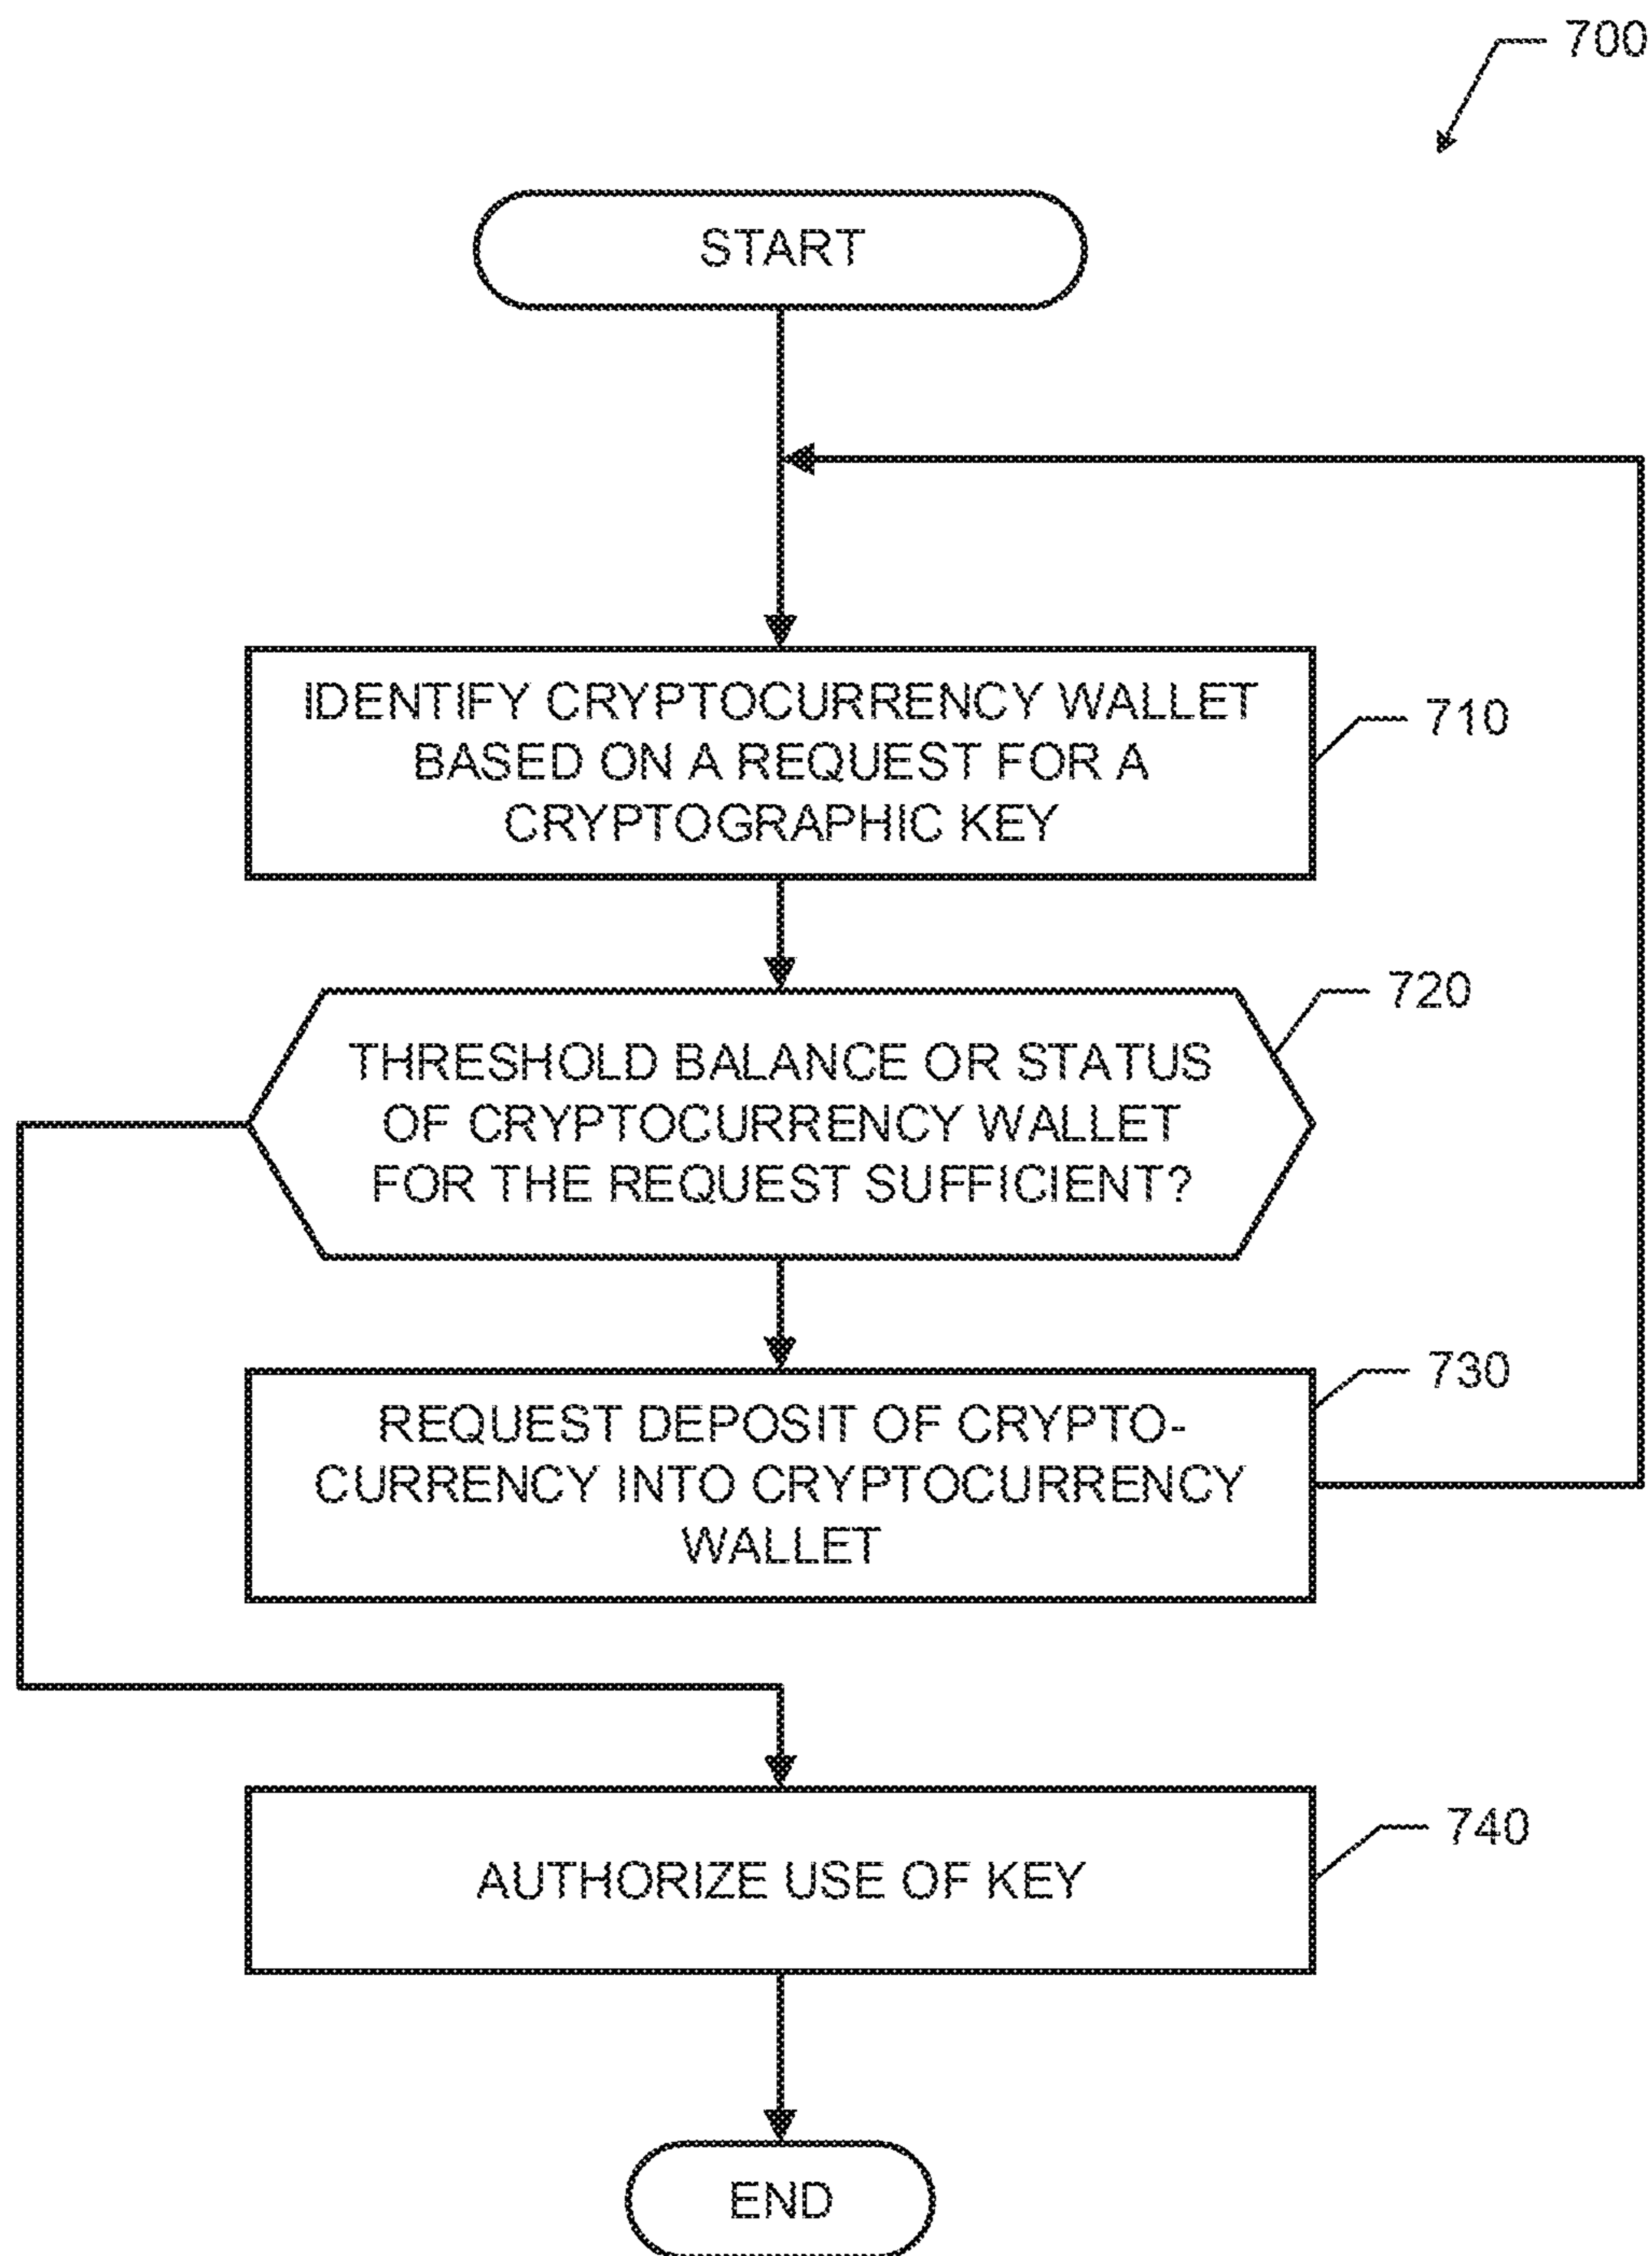 700
START
IDENTIFY CRYPTOCURRENCY WALLET
BASED ON A REQUEST FOR A
CRYPTOGRAPHIC KEY
710
720
THRESHOLD BALANCE OR STATUS
OF CRYPTOCURRENCY WALLET
FOR THE REQUEST SUFFICIENT?
730
REQUEST DEPOSIT OF CRYPTO-
CURRENCY INTO CRYPTOCURRENCY
WALLET
740
AUTHORIZE USE OF KEY
END